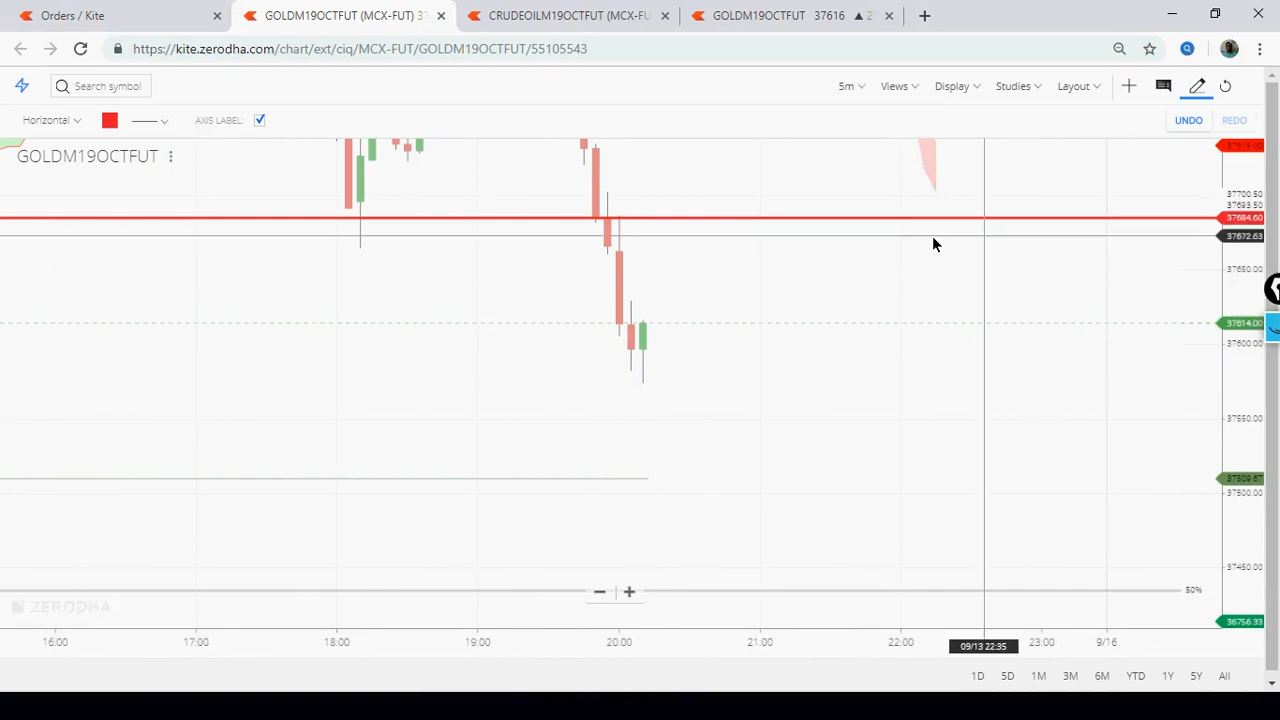 Orders / Kite
GOLDM19OCTFUT (MCX-FUT) 37
CRUDEOILM19OCTFUT (MCX-FU
GOLDM19OCTFUT 37616 ▲
https://kite.zerodha.com/chart/ext/ciq/MCX-FUT/GOLDM19OCTFUT/55105543
Search symbol
5m
Views
Display
Studies
Layout
Horizontal
AXIS LABEL:
UNDO
REDO
GOLDM19OCTFUT
37700.50
37693.50
37684.60
37672.63
37650.00
37614.00
37600.00
37550.00
37509.67
37500.00
37450.00
50%
ZERODHA
36756.33
16:00 17:00 18:00 19:00 20:00 21:00 22:00 09/13 22:35 23:00 9/16
1D 5D 1M 3M 6M YTD 1Y 5Y All